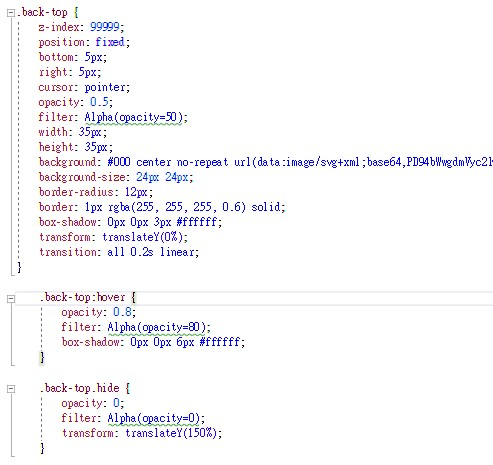 .back-top {
z-index: 99999;
position: fixed;
bottom: 5px;
right: 5px;
cursor: pointer;
opacity: 0.5;
filter: Alpha(opacity=50);
width: 35px;
height: 35px;
background: #000 center no-repeat url(data:image/svg+xml;base64,PD94bWwgdmVyc2l
background-size: 24px 24px;
border-radius: 12px;
border: 1px rgba(255, 255, 255, 0.6) solid;
box-shadow: 0px 0px 3px #ffffff;
transform: translateY(0%);
transition: all 0.2s linear;
}
.back-top:hover {
opacity: 0.8;
filter: Alpha(opacity=80);
box-shadow: 0px 0px 6px #ffffff;
}
.back-top.hide {
opacity: 0;
filter: Alpha(opacity=0);
transform: translateY(150%);
}